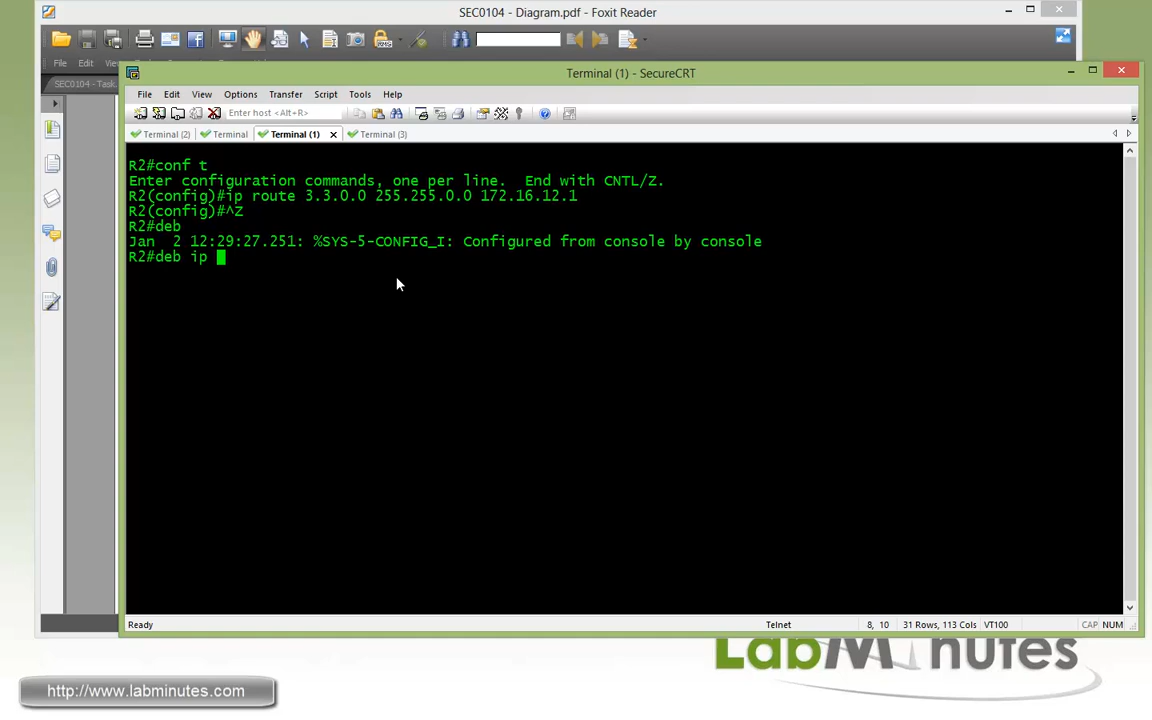 SEC0104 - Diagram.pdf - Foxit Reader
File Edit
SEC0104 - Task.
Terminal (1) - SecureCRT
File Edit View Options Transfer Script Tools Help
Enter host <Alt+R>
Terminal (2) Terminal Terminal (1) Terminal (3)
R2#conf t
Enter configuration commands, one per line.  End with CNTL/Z.
R2(config)#ip route 3.3.0.0 255.255.0.0 172.16.12.1
R2(config)#^Z
R2#deb
Jan  2 12:29:27.251: %SYS-5-CONFIG_I: Configured from console by console
R2#deb ip
Ready Telnet 8, 10 31 Rows, 113 Cols VT100 CAP NUM
LabMinutes
http://www.labminutes.com